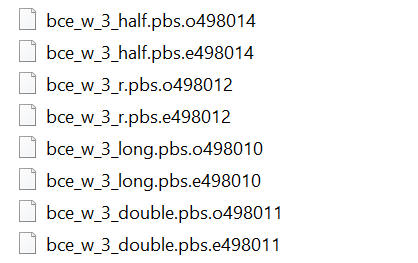 bce_w_3_half.pbs.o498014
bce_w_3_half.pbs.e498014
bce_w_3_r.pbs.o498012
bce_w_3_r.pbs.e498012
bce_w_3_long.pbs.o498010
bce_w_3_long.pbs.e498010
bce_w_3_double.pbs.o498011
bce_w_3_double.pbs.e498011